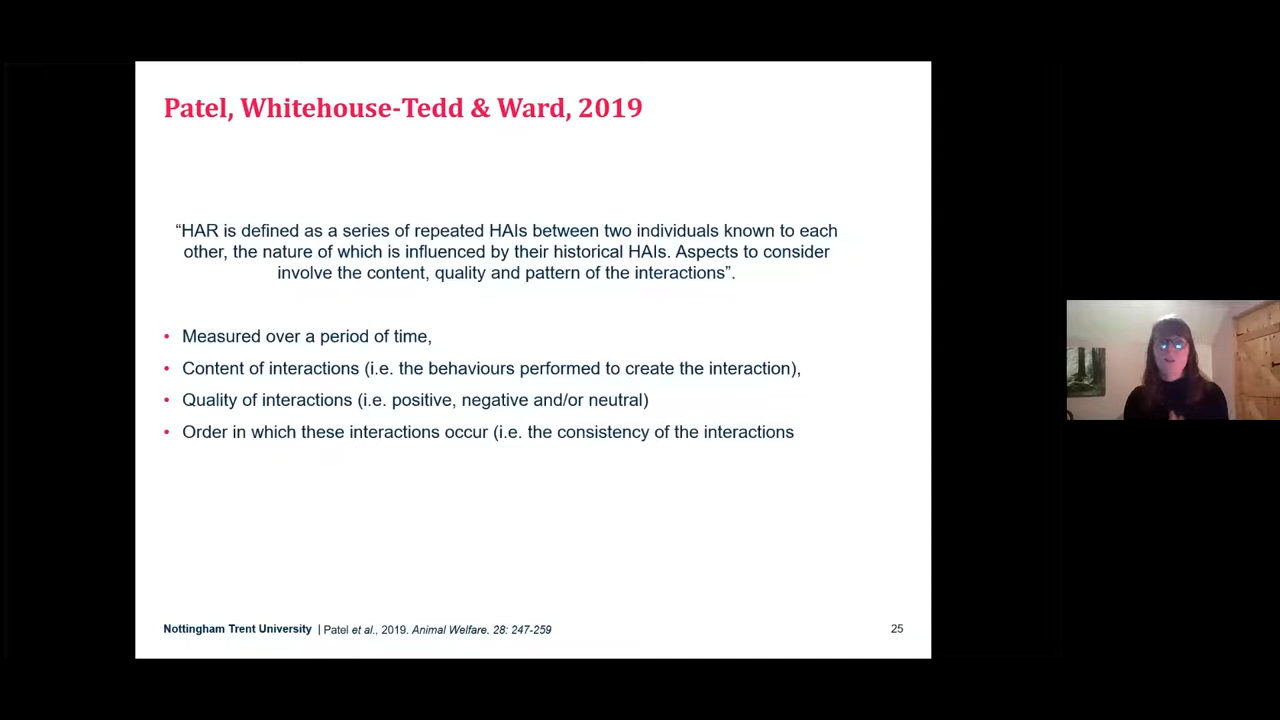 Patel, Whitehouse-Tedd & Ward, 2019
“HAR is defined as a series of repeated HAIs between two individuals known to each
other, the nature of which is influenced by their historical HAIs. Aspects to consider
involve the content, quality and pattern of the interactions”.
• Measured over a period of time,
• Content of interactions (i.e. the behaviours performed to create the interaction),
• Quality of interactions (i.e. positive, negative and/or neutral)
• Order in which these interactions occur (i.e. the consistency of the interactions
Nottingham Trent University | Patel et al., 2019. Animal Welfare. 28: 247-259
25